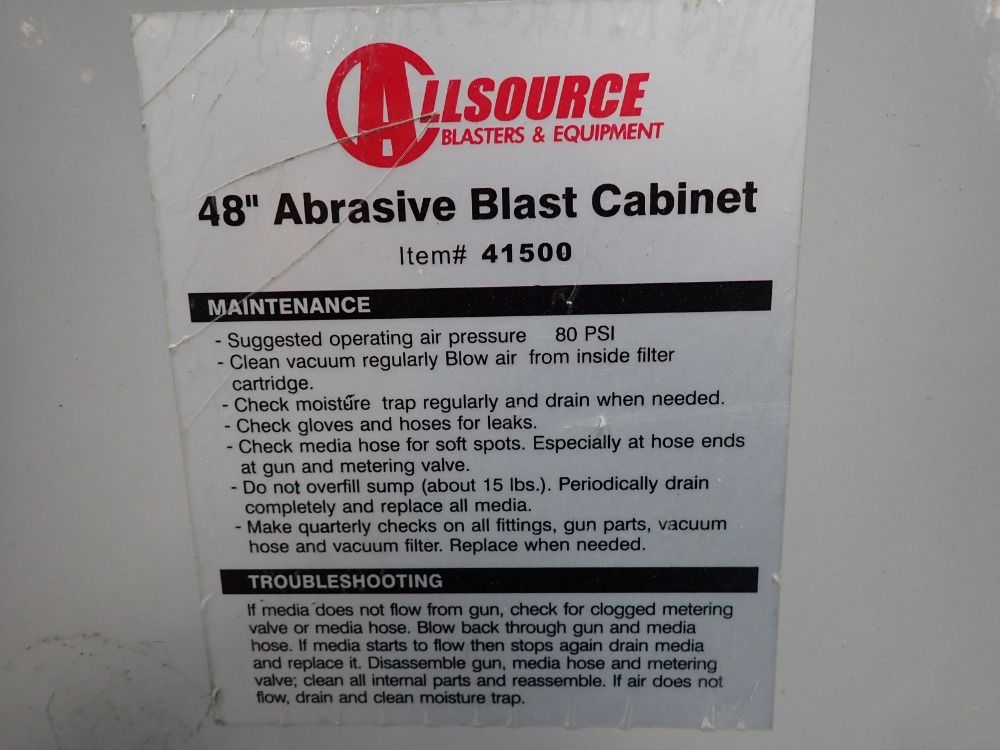 ALLSOURCE
BLASTERS & EQUIPMENT
48" Abrasive Blast Cabinet
Item# 41500
MAINTENANCE
- Suggested operating air pressure 80 PSI
- Clean vacuum regularly Blow air from inside filter
cartridge.
- Check moisture trap regularly and drain when needed.
- Check gloves and hoses for leaks.
- Check media hose for soft spots. Especially at hose ends
at gun and metering valve.
- Do not overfill sump (about 15 lbs.). Periodically drain
completely and replace all media.
- Make quarterly checks on all fittings, gun parts, vacuum
hose and vacuum filter. Replace when needed.
TROUBLESHOOTING
If media does not flow from gun, check for clogged metering
valve or media hose. Blow back through gun and media
hose. If media starts to flow then stops again drain media
and replace it. Disassemble gun, media hose and metering
valve; clean all internal parts and reassemble. If air does not
flow, drain and clean moisture trap.